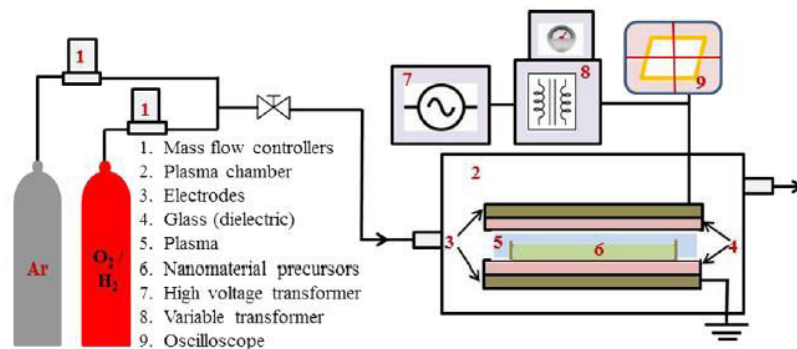 1
1
Ar
O2 /
H2
1. Mass flow controllers
2. Plasma chamber
3. Electrodes
4. Glass (dielectric)
5. Plasma
6. Nanomaterial precursors
7. High voltage transformer
8. Variable transformer
9. Oscilloscope
7
8
9
2
3
5
6
4